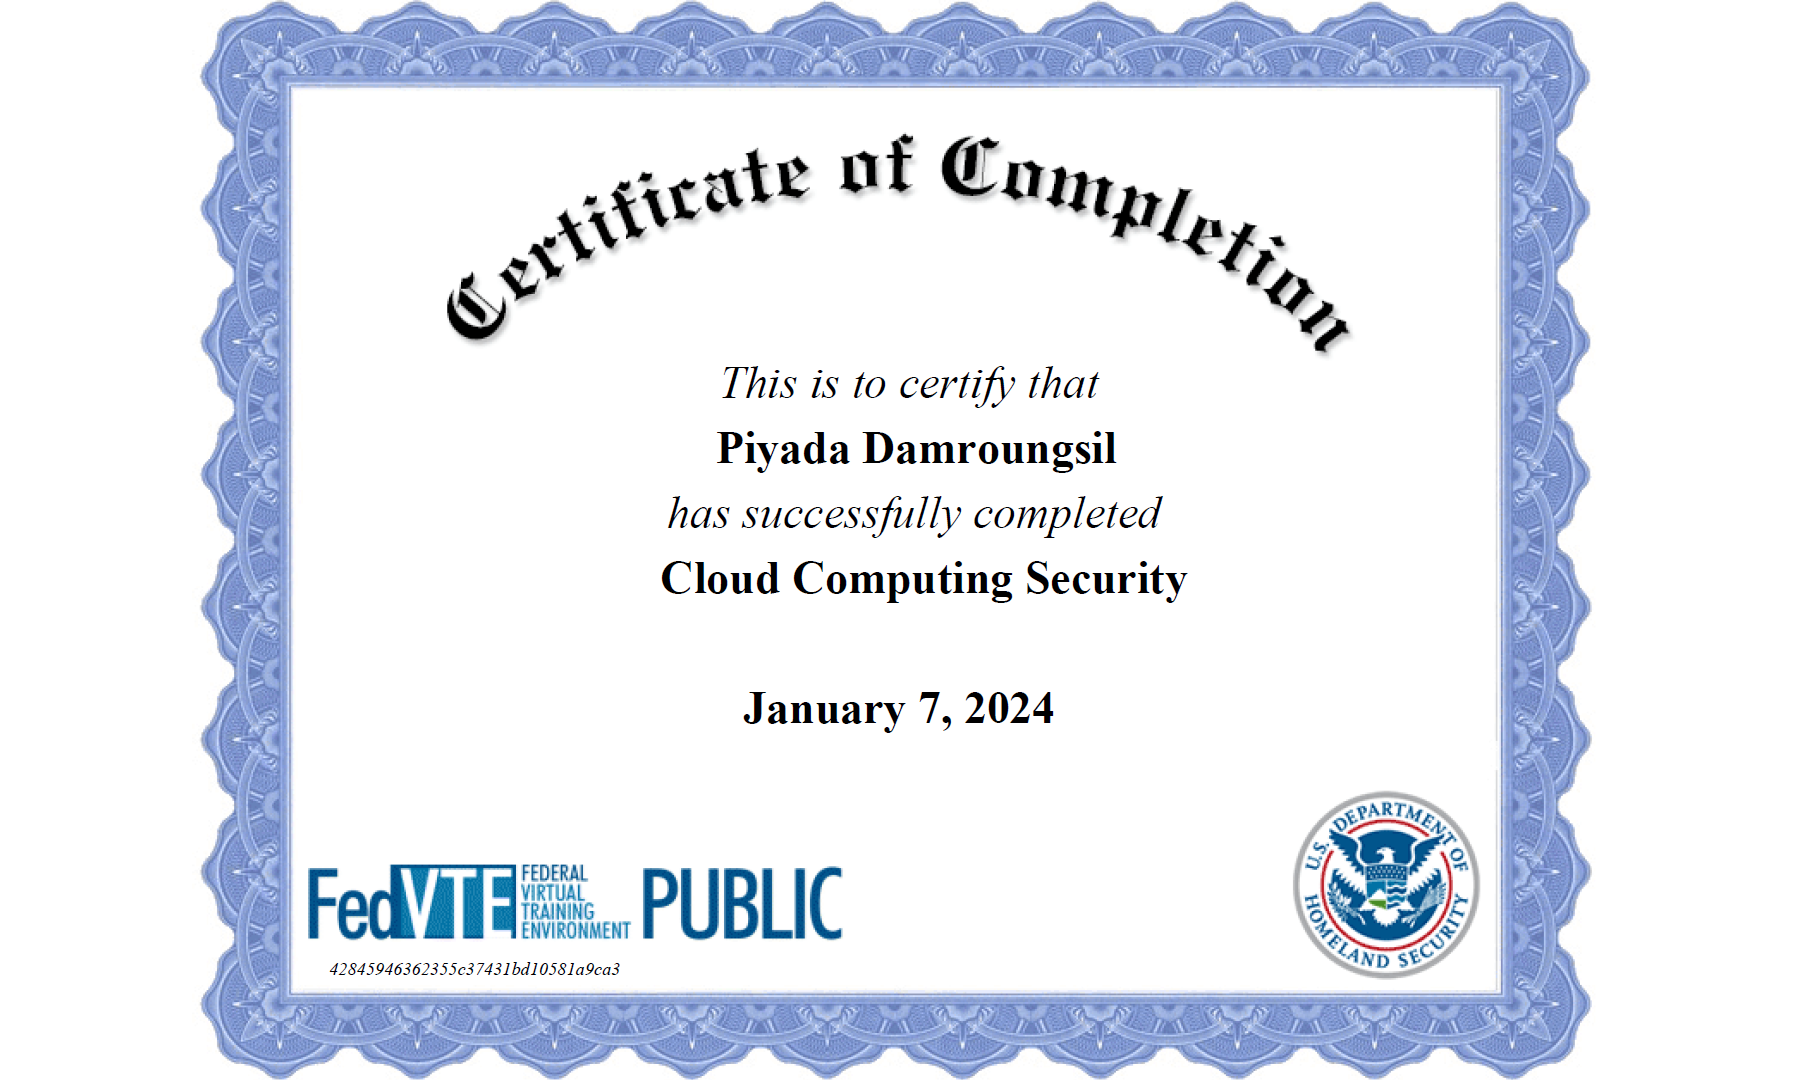 Certificate of Completion
This is to certify that
Piyada Damroungsil
has successfully completed
Cloud Computing Security
January 7, 2024
FedVTE FEDERAL VIRTUAL TRAINING ENVIRONMENT PUBLIC
42845946362355c37431bd10581a9ca3
U.S. DEPARTMENT OF HOMELAND SECURITY